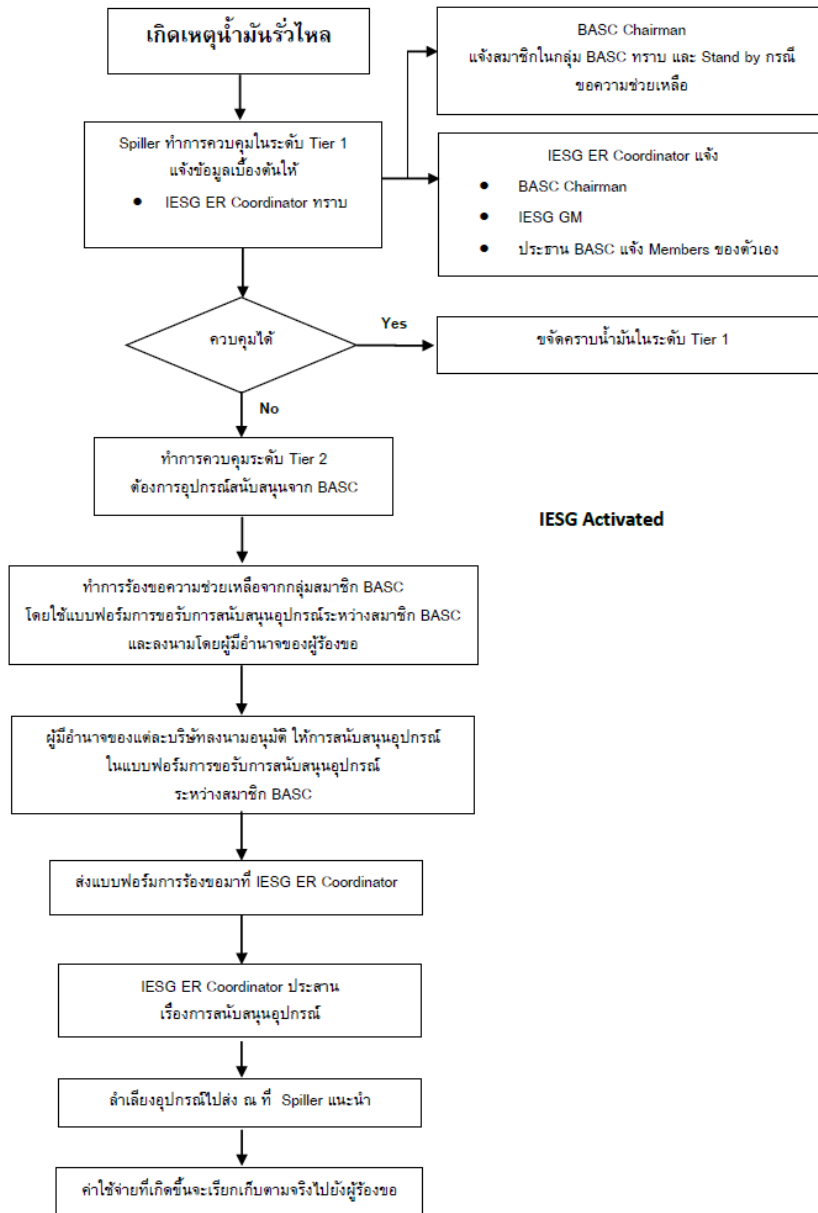 เกิดเหตุน้ำมันรั่วไหล
BASC Chairman
แจ้งสมาชิกในกลุ่ม BASC ทราบ และ Stand by กรณี
ขอความช่วยเหลือ
Spiller ทำการควบคุมในระดับ Tier 1
แจ้งข้อมูลเบื้องต้นให้
● IESG ER Coordinator ทราบ
IESG ER Coordinator แจ้ง
● BASC Chairman
● IESG GM
● ประธาน BASC แจ้ง Members ของตัวเอง
ควบคุมได้
Yes
ขจัดคราบน้ำมันในระดับ Tier 1
No
ทำการควบคุมระดับ Tier 2
ต้องการอุปกรณ์สนับสนุนจาก BASC
IESG Activated
ทำการร้องขอความช่วยเหลือจากกลุ่มสมาชิก BASC
โดยใช้แบบฟอร์มการขอรับการสนับสนุนอุปกรณ์ระหว่างสมาชิก BASC
และลงนามโดยผู้มีอำนาจของผู้ร้องขอ
ผู้มีอำนาจของแต่ละบริษัทลงนามอนุมัติ ให้การสนับสนุนอุปกรณ์
ในแบบฟอร์มการขอรับการสนับสนุนอุปกรณ์
ระหว่างสมาชิก BASC
ส่งแบบฟอร์มการร้องขอมาที่ IESG ER Coordinator
IESG ER Coordinator ประสาน
เรื่องการสนับสนุนอุปกรณ์
ลำเลียงอุปกรณ์ไปส่ง ณ ที่ Spiller แนะนำ
ค่าใช้จ่ายที่เกิดขึ้นจะเรียกเก็บตามจริงไปยังผู้ร้องขอ